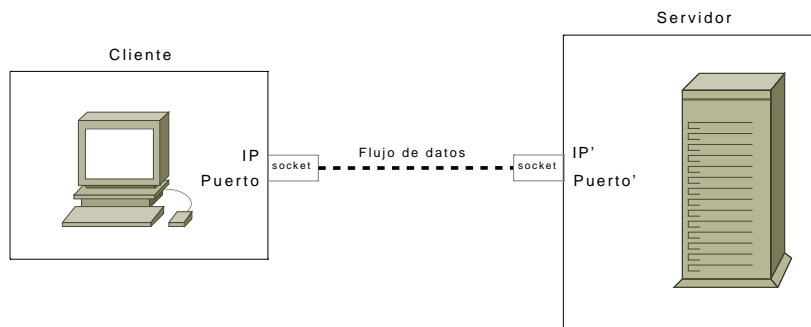 Servidor
Cliente
IP
Puerto
socket
Flujo de datos
socket
IP'
Puerto'